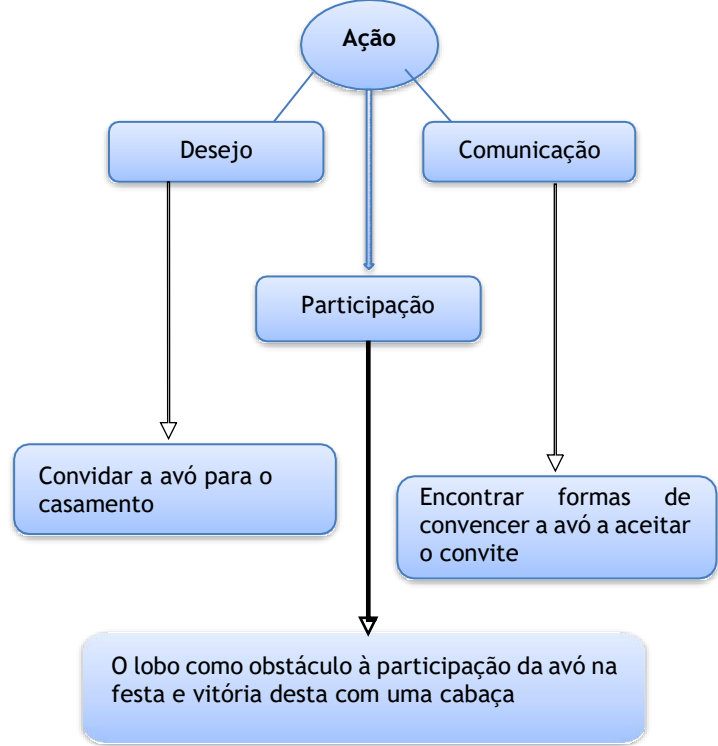 Ação
Desejo
Comunicação
Participação
Convidar a avó para o
casamento
Encontrar formas de
convencer a avó a aceitar
o convite
O lobo como obstáculo à participação da avó na
festa e vitória desta com uma cabaça